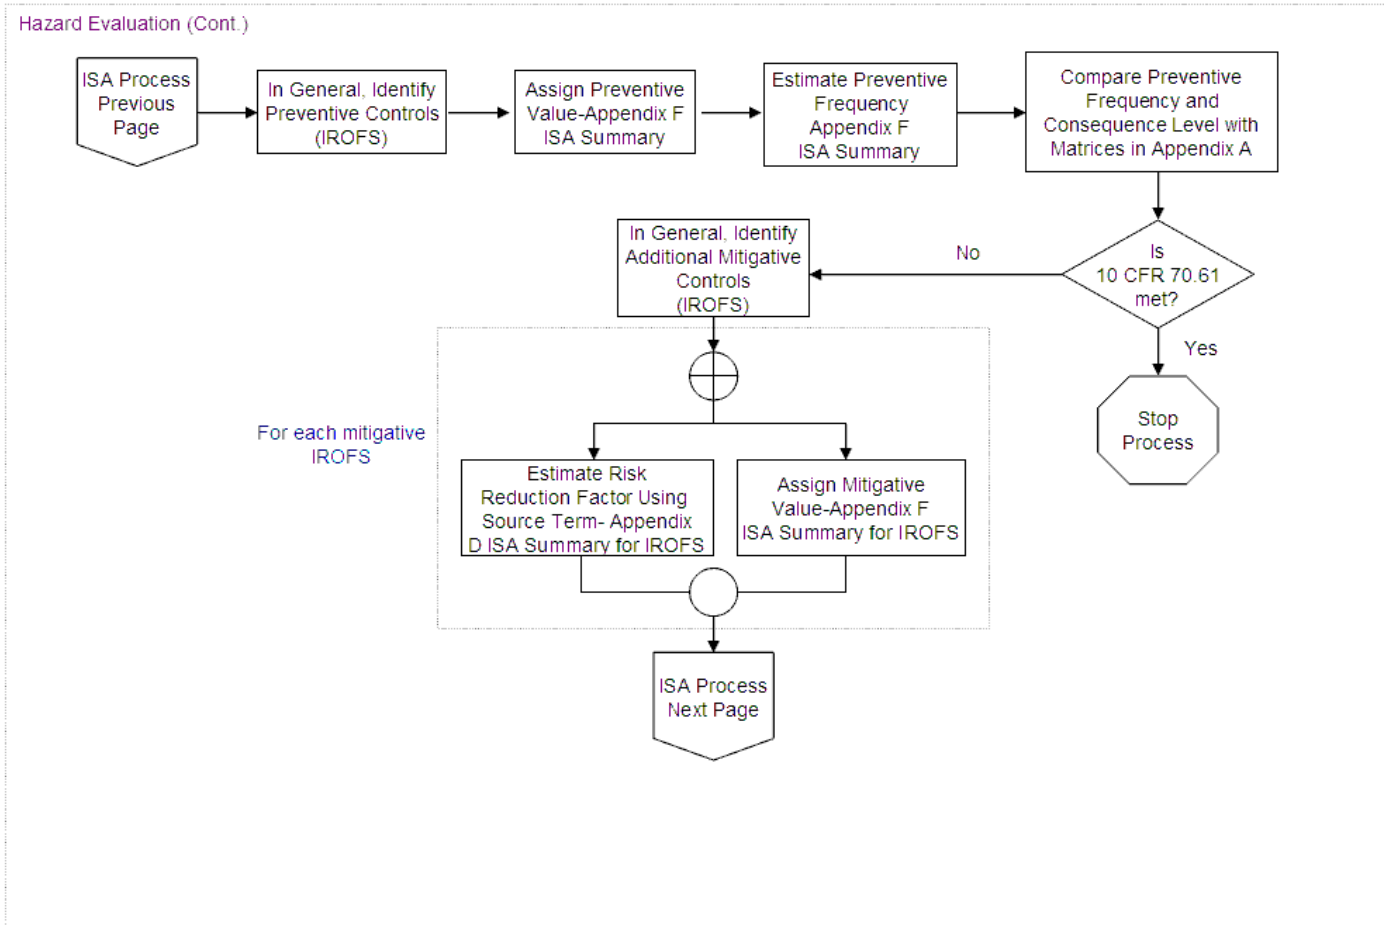 Hazard Evaluation (Cont.)
ISA Process
Previous
Page
In General, Identify
Preventive Controls
(IROFS)
Assign Preventive
Value-Appendix F
ISA Summary
Estimate Preventive
Frequency
Appendix F
ISA Summary
Compare Preventive
Frequency and
Consequence Level with
Matrices in Appendix A
Is
10 CFR 70.61
met?
No
Yes
Stop
Process
In General, Identify
Additional Mitigative
Controls
(IROFS)
For each mitigative
IROFS
Estimate Risk
Reduction Factor Using
Source Term- Appendix
D ISA Summary for IROFS
Assign Mitigative
Value-Appendix F
ISA Summary for IROFS
ISA Process
Next Page